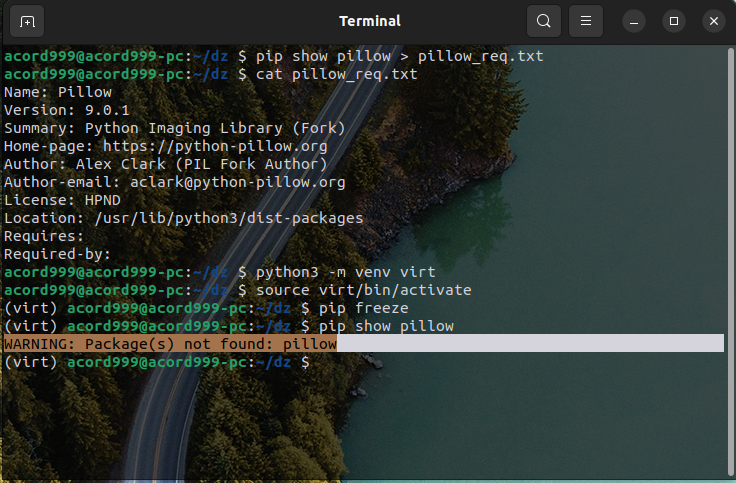 Terminal
acord999@acord999-pc:~/dz $ pip show pillow > pillow_req.txt
acord999@acord999-pc:~/dz $ cat pillow_req.txt
Name: Pillow
Version: 9.0.1
Summary: Python Imaging Library (Fork)
Home-page: https://python-pillow.org
Author: Alex Clark (PIL Fork Author)
Author-email: aclark@python-pillow.org
License: HPND
Location: /usr/lib/python3/dist-packages
Requires:
Required-by:
acord999@acord999-pc:~/dz $ python3 -m venv virt
acord999@acord999-pc:~/dz $ source virt/bin/activate
(virt) acord999@acord999-pc:~/dz $ pip freeze
(virt) acord999@acord999-pc:~/dz $ pip show pillow
WARNING: Package(s) not found: pillow
(virt) acord999@acord999-pc:~/dz $